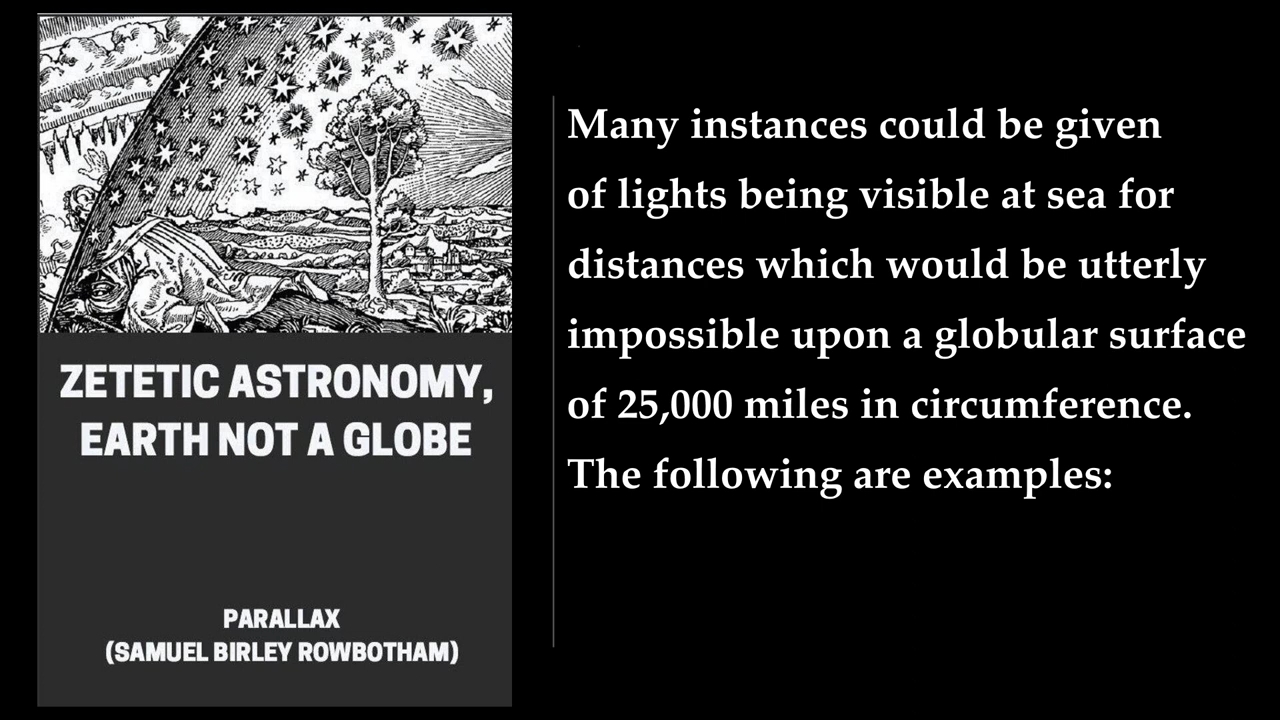 ZETETIC ASTRONOMY,
EARTH NOT A GLOBE
PARALLAX
(SAMUEL BIRLEY ROWBOTHAM)
Many instances could be given
of lights being visible at sea for
distances which would be utterly
impossible upon a globular surface
of 25,000 miles in circumference.
The following are examples: